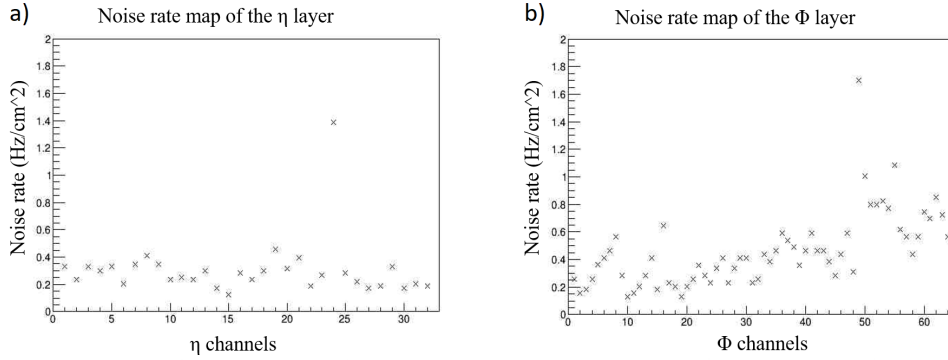 a) Noise rate map of the η layer
Noise rate (Hz/cm^2)
2
1.8
1.6
1.4
1.2
1
0.8
0.6
0.4
0.2
0
0 5 10 15 20 25 30
η channels
b) Noise rate map of the Φ layer
Noise rate (Hz/cm^2)
2
1.8
1.6
1.4
1.2
1
0.8
0.6
0.4
0.2
0
0 10 20 30 40 50 60
Φ channels